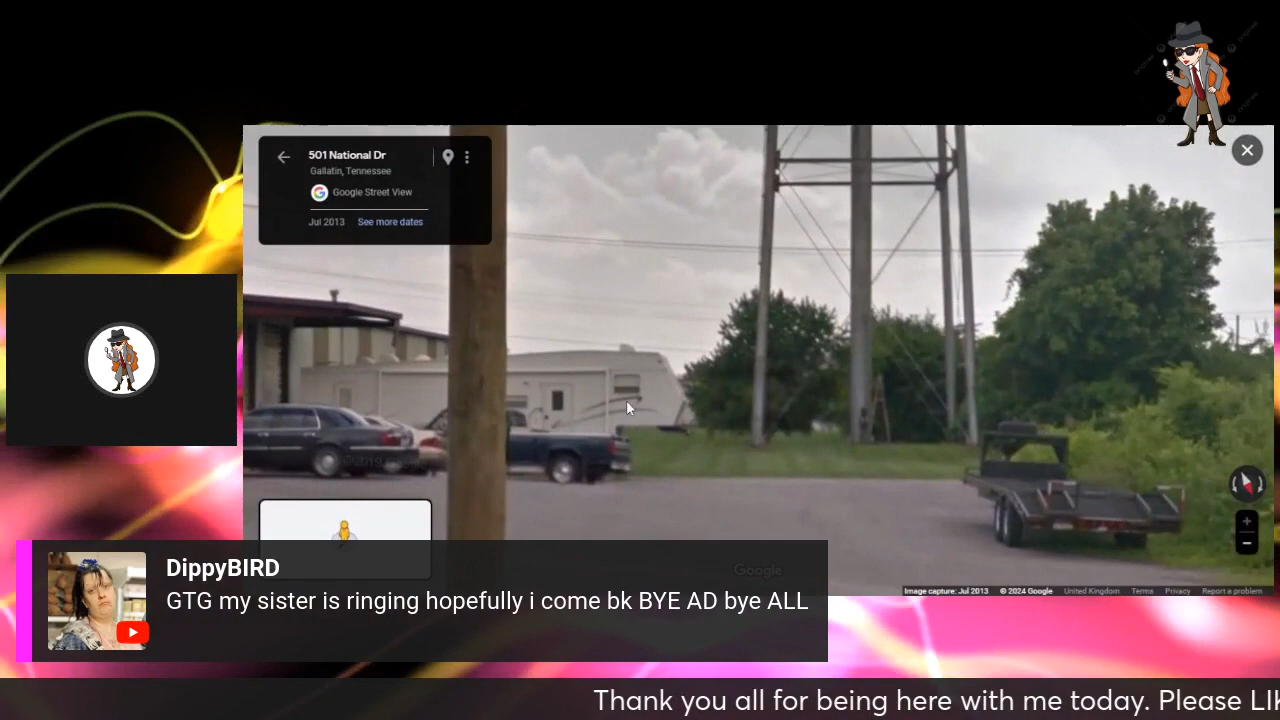 501 National Dr
Gallatin, Tennessee
Google Street View
Jul 2013 See more dates
Google
Image capture: Jul 2013 © 2024 Google United Kingdom Terms Privacy Report a problem
DippyBIRD
GTG my sister is ringing hopefully i come bk BYE AD bye ALL
Thank you all for being here with me today. Please LIK